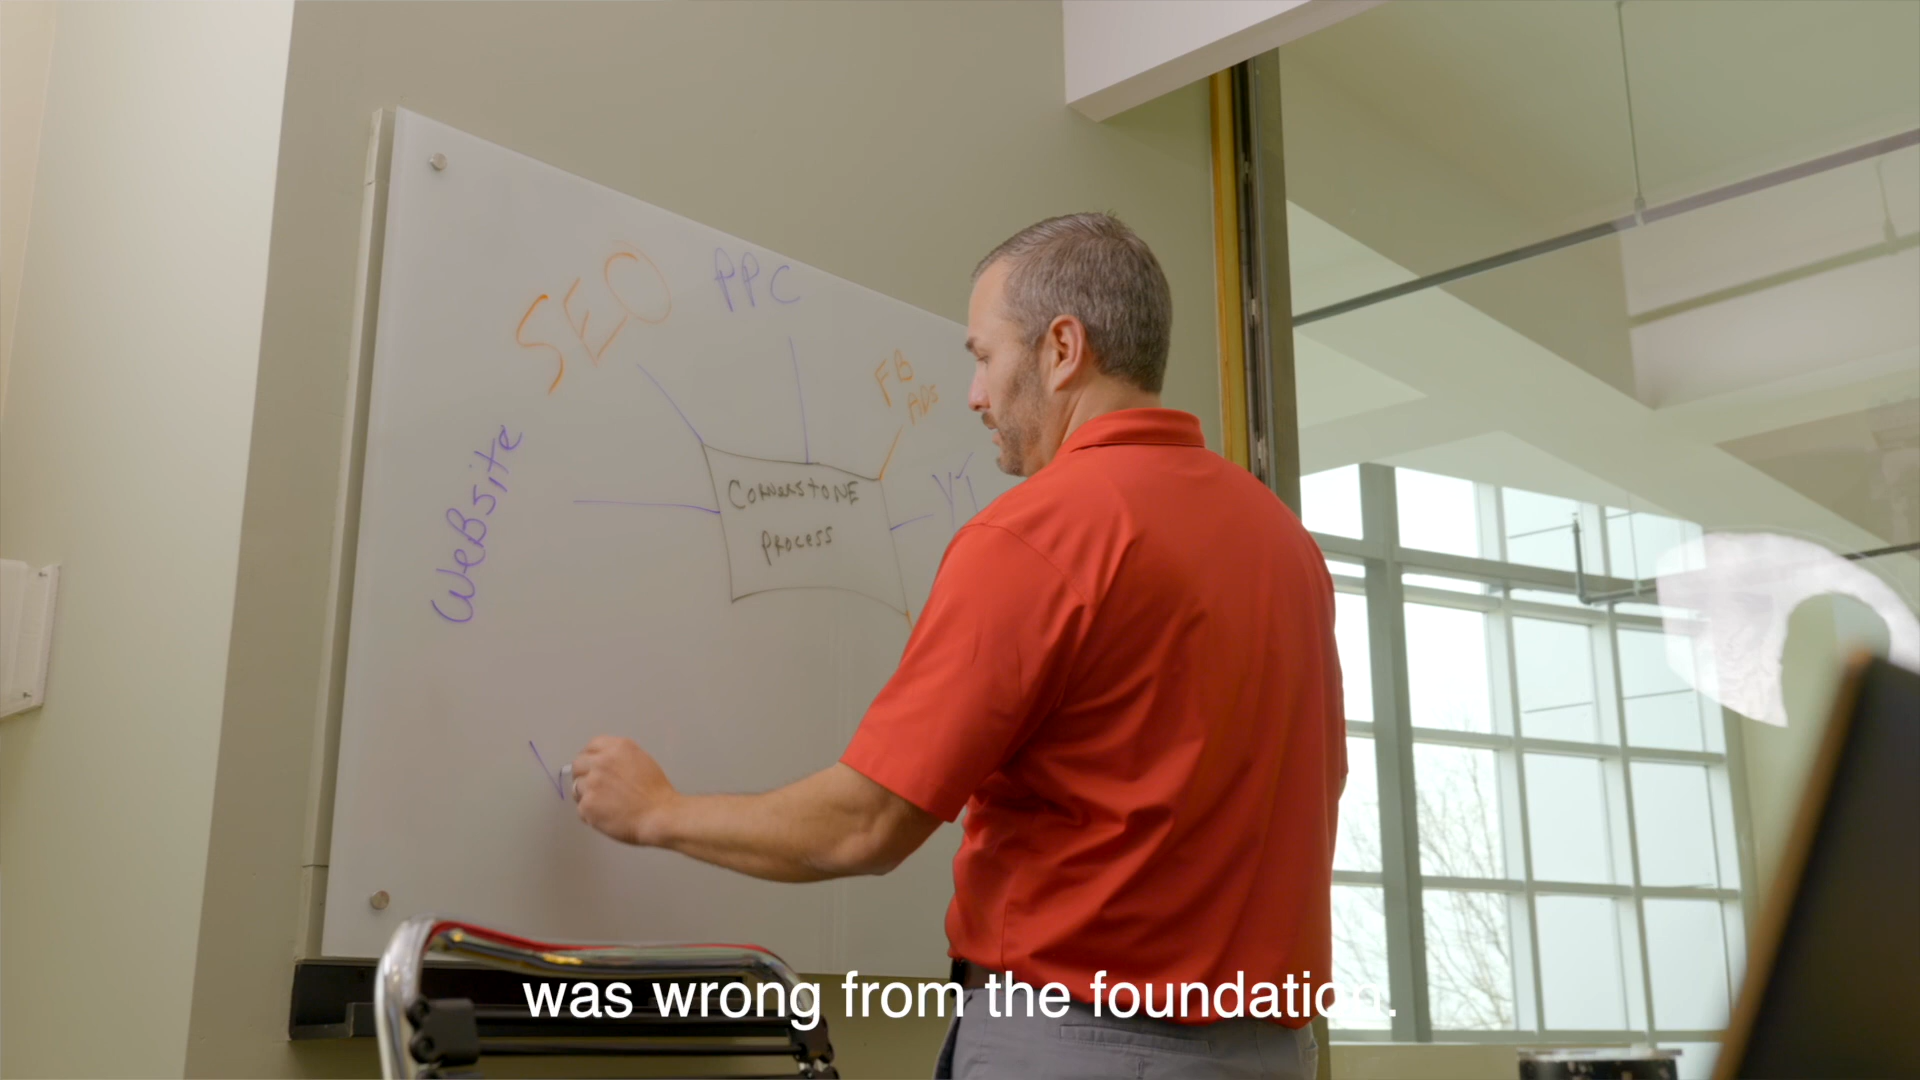 SEO
PPC
FB
ADs
Website
CORNERSTONE
PROCESS
YT
was wrong from the foundation.